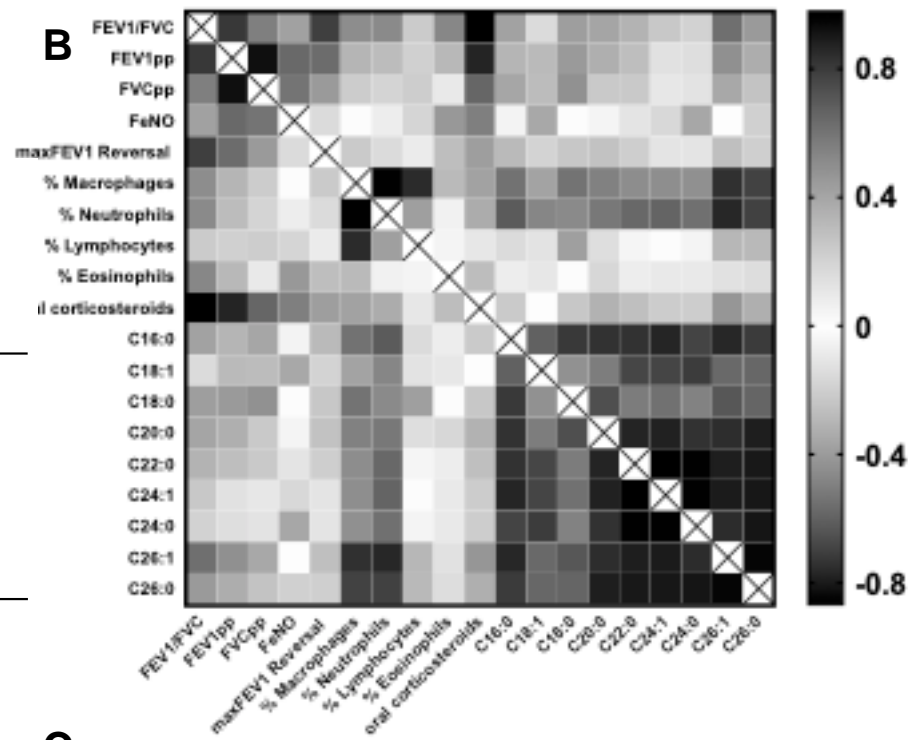 B
FEV1/FVC
FEV1pp
FVCpp
FeNO
maxFEV1 Reversal
% Macrophages
% Neutrophils
% Lymphocytes
% Eosinophils
l corticosteroids
C16:0
C18:1
C18:0
C20:0
C22:0
C24:1
C24:0
C26:1
C26:0
0.8
0.4
0
-0.4
-0.8
FEV1/FVC
FEV1pp
FVCpp
FeNO
maxFEV1 Reversal
% Macrophages
% Neutrophils
% Lymphocytes
% Eosinophils
oral corticosteroids
C16:0
C18:1
C18:0
C20:0
C22:0
C24:1
C24:0
C26:1
C26:0